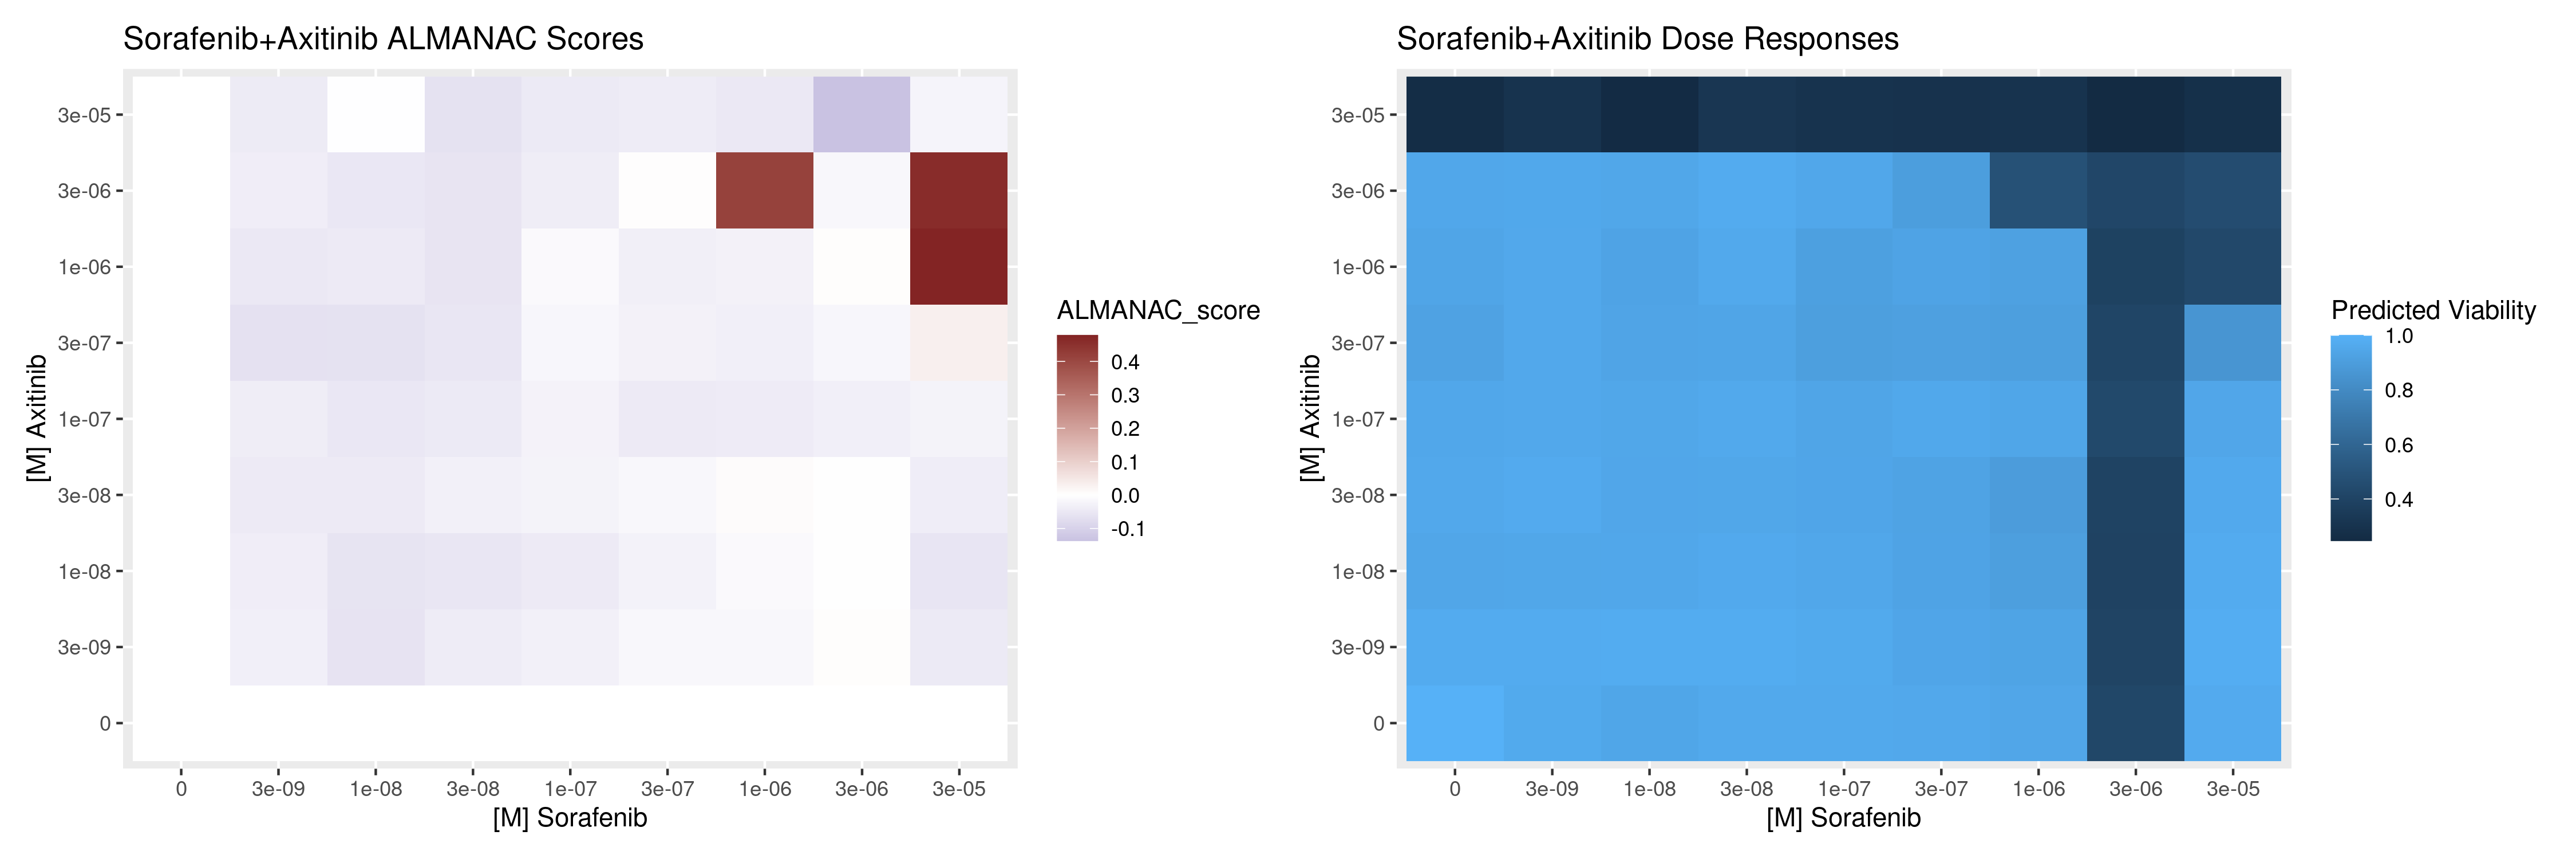 Sorafenib+Axitinib ALMANAC Scores
[M] Axitinib
3e-05
3e-06
1e-06
3e-07
1e-07
3e-08
1e-08
3e-09
0
0 3e-09 1e-08 3e-08 1e-07 3e-07 1e-06 3e-06 3e-05
[M] Sorafenib
ALMANAC_score
0.4
0.3
0.2
0.1
0.0
-0.1
Sorafenib+Axitinib Dose Responses
[M] Axitinib
3e-05
3e-06
1e-06
3e-07
1e-07
3e-08
1e-08
3e-09
0
0 3e-09 1e-08 3e-08 1e-07 3e-07 1e-06 3e-06 3e-05
[M] Sorafenib
Predicted Viability
1.0
0.8
0.6
0.4